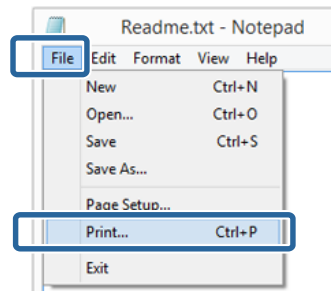 Readme.txt - Notepad
File Edit Format View Help
New Ctrl+N
Open... Ctrl+O
Save Ctrl+S
Save As...
Page Setup...
Print... Ctrl+P
Exit